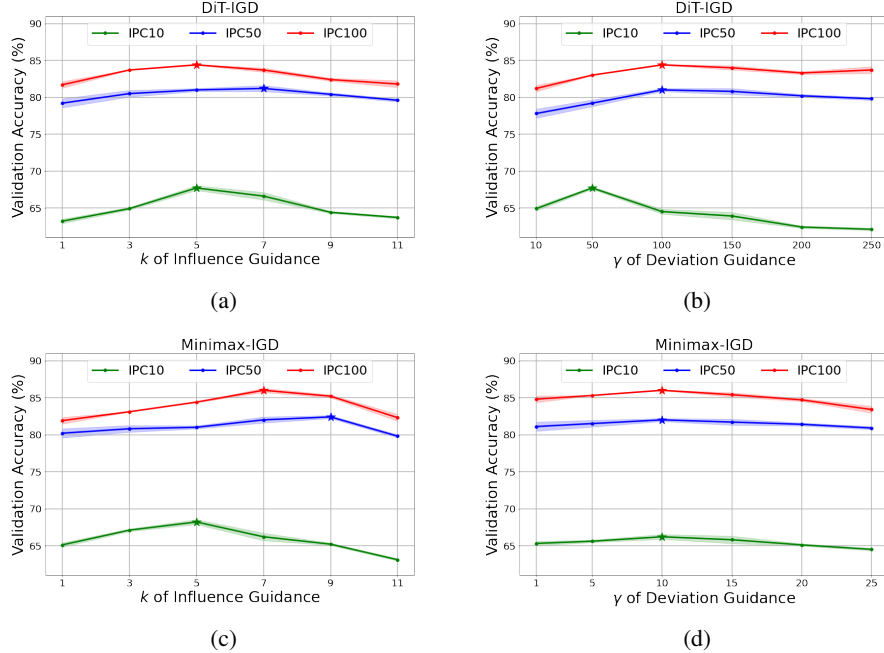 DiT-IGD
IPC10 IPC50 IPC100
Validation Accuracy (%)
90
85
80
75
70
65
1 3 5 7 9 11
k of Influence Guidance
(a)
DiT-IGD
IPC10 IPC50 IPC100
Validation Accuracy (%)
90
85
80
75
70
65
10 50 100 150 200 250
γ of Deviation Guidance
(b)
Minimax-IGD
IPC10 IPC50 IPC100
Validation Accuracy (%)
90
85
80
75
70
65
1 3 5 7 9 11
k of Influence Guidance
(c)
Minimax-IGD
IPC10 IPC50 IPC100
Validation Accuracy (%)
90
85
80
75
70
65
1 5 10 15 20 25
γ of Deviation Guidance
(d)